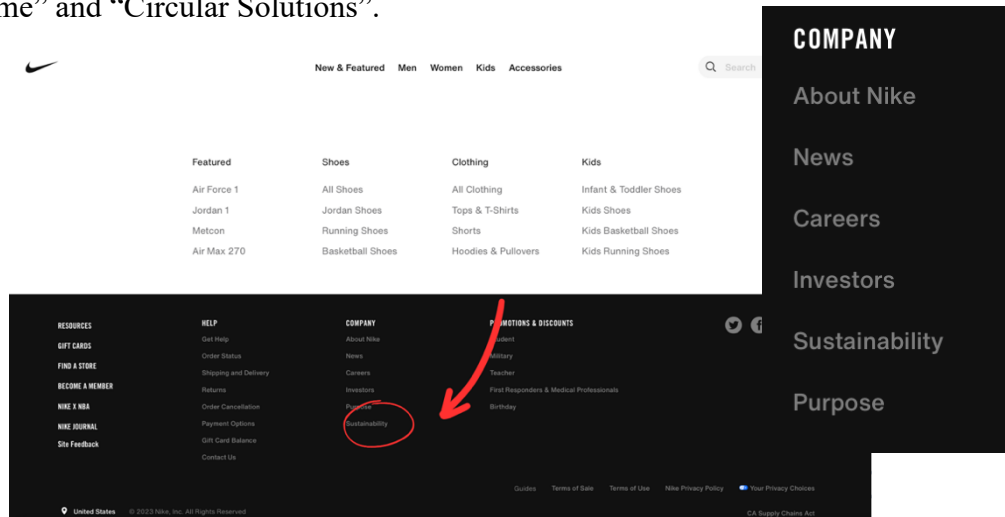 me” and “Circular Solutions”.
New & Featured Men Women Kids Accessories
Search
Featured
Air Force 1
Jordan 1
Metcon
Air Max 270
Shoes
All Shoes
Jordan Shoes
Running Shoes
Basketball Shoes
Clothing
All Clothing
Tops & T-Shirts
Shorts
Hoodies & Pullovers
Kids
Infant & Toddler Shoes
Kids Shoes
Kids Basketball Shoes
Kids Running Shoes
RESOURCES
GIFT CARDS
FIND A STORE
BECOME A MEMBER
NIKE X NBA
NIKE JOURNAL
Site Feedback
HELP
Get Help
Order Status
Shipping and Delivery
Returns
Order Cancellation
Payment Options
Gift Card Balance
Contact Us
COMPANY
About Nike
News
Careers
Investors
Purpose
Sustainability
PROMOTIONS & DISCOUNTS
Student
Military
Teacher
First Responders & Medical Professionals
Birthday
Guides Terms of Sale Terms of Use Nike Privacy Policy Your Privacy Choices
CA Supply Chains Act
United States © 2023 Nike, Inc. All Rights Reserved
COMPANY
About Nike
News
Careers
Investors
Sustainability
Purpose